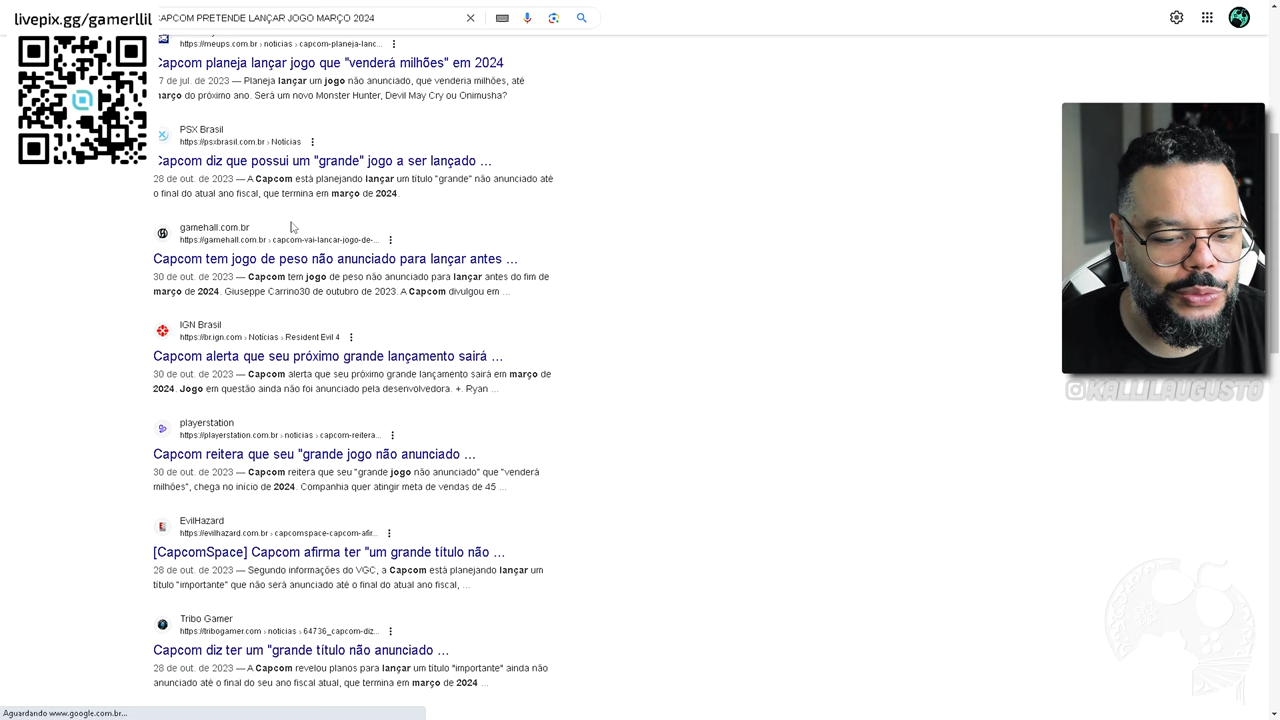 livepix.gg/gamerllil
CAPCOM PRETENDE LANÇAR JOGO MARÇO 2024
https://meups.com.br › noticias › capcom-planeja-lanc...
Capcom planeja lançar jogo que "venderá milhões" em 2024
7 de jul. de 2023 — Planeja lançar um jogo não anunciado, que venderia milhões, até
março do próximo ano. Será um novo Monster Hunter, Devil May Cry ou Onimusha?
PSX Brasil
https://psxbrasil.com.br › Notícias
Capcom diz que possui um "grande" jogo a ser lançado ...
28 de out. de 2023 — A Capcom está planejando lançar um título "grande" não anunciado até
o final do atual ano fiscal, que termina em março de 2024.
gamehall.com.br
https://gamehall.com.br › capcom-vai-lancar-jogo-de-...
Capcom tem jogo de peso não anunciado para lançar antes ...
30 de out. de 2023 — Capcom tem jogo de peso não anunciado para lançar antes do fim de
março de 2024. Giuseppe Carrino30 de outubro de 2023. A Capcom divulgou em ...
IGN Brasil
https://br.ign.com › Notícias › Resident Evil 4
Capcom alerta que seu próximo grande lançamento sairá ...
30 de out. de 2023 — Capcom alerta que seu próximo grande lançamento sairá em março de
2024. Jogo em questão ainda não foi anunciado pela desenvolvedora. +. Ryan ...
playerstation
https://playerstation.com.br › noticias › capcom-reitera...
Capcom reitera que seu "grande jogo não anunciado ...
30 de out. de 2023 — Capcom reitera que seu "grande jogo não anunciado" que "venderá
milhões", chega no início de 2024. Companhia quer atingir meta de vendas de 45 ...
EvilHazard
https://evilhazard.com.br › capcomspace-capcom-afir...
[CapcomSpace] Capcom afirma ter "um grande título não ...
28 de out. de 2023 — Segundo informações do VGC, a Capcom está planejando lançar um
título "importante" que não será anunciado até o final do atual ano fiscal, ...
Tribo Gamer
https://tribogamer.com › noticias › 64736_capcom-diz...
Capcom diz ter um "grande título não anunciado ...
28 de out. de 2023 — A Capcom revelou planos para lançar um título "importante" ainda não
anunciado até o final do seu ano fiscal atual, que termina em março de 2024 ...
@KALLILAUGUSTO
Aguardando www.google.com.br...